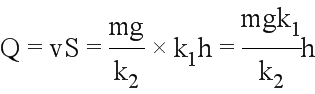 Q = vS = mg/k₂ × k₁h = mgk₁/k₂ h